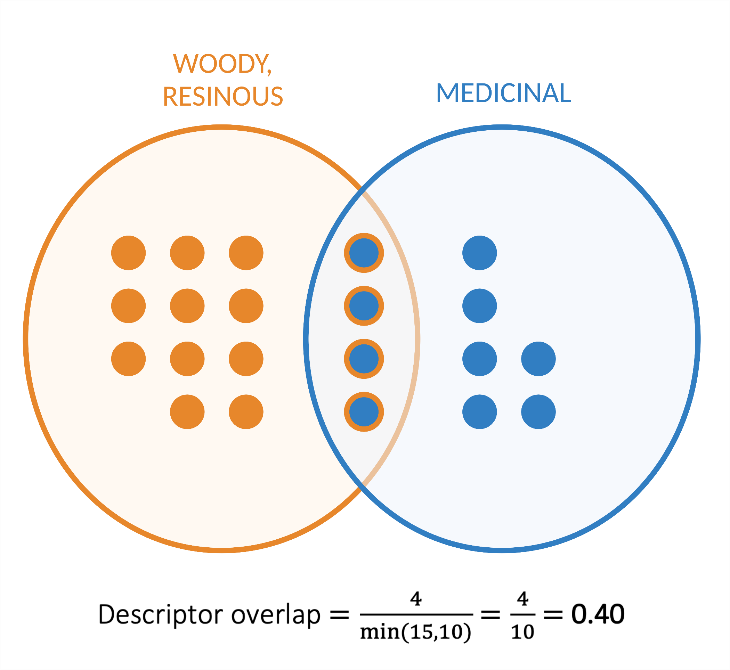 WOODY,
RESINOUS
MEDICINAL
Descriptor overlap = 4/min(15,10) = 4/10 = 0.40